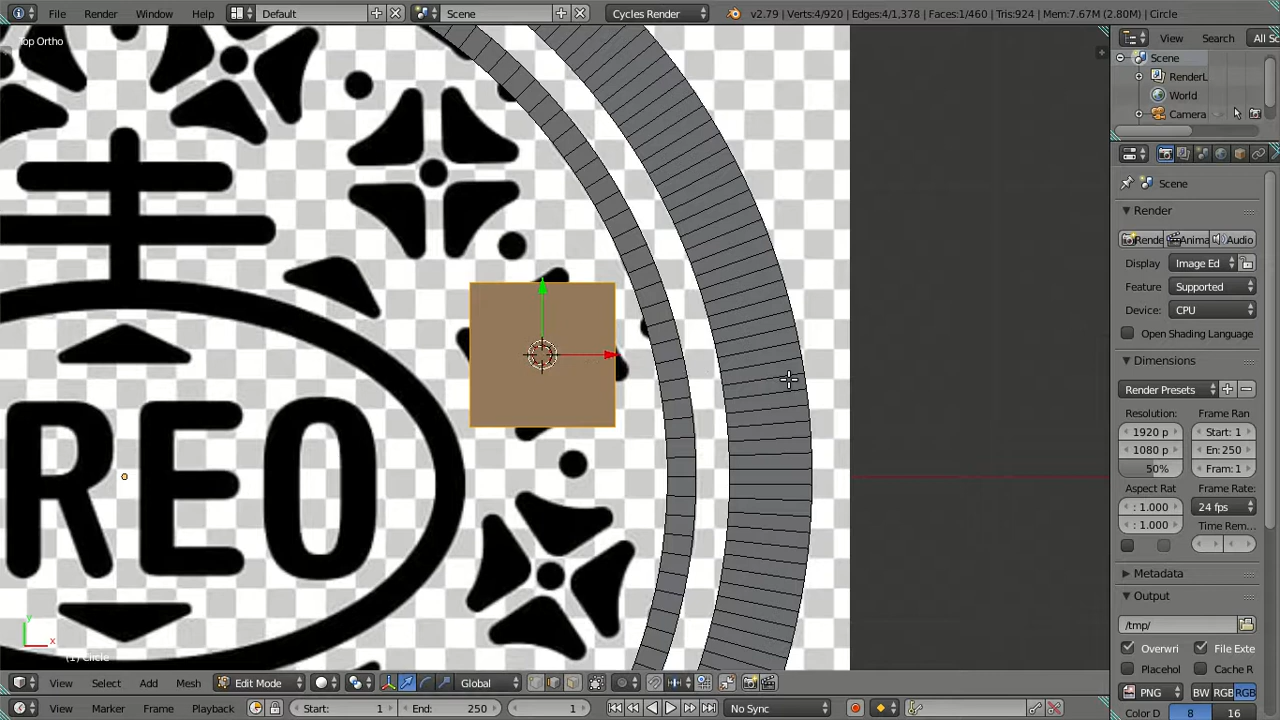 File Render Window Help Default Scene Cycles Render v2.79 | Verts:4/920 | Edges:4/1,378 | Faces:1/460 | Tris:924 | Mem:7.67M (2.80M) | Circle
Top Ortho
View Search All Sc
Scene
RenderL
World
Camera
Scene
Render
Rende Anima Audio
Display Image Ed
Feature Supported
Device: CPU
Open Shading Language
Dimensions
Render Presets
Resolution: Frame Ran
1920 p Start: 1
1080 p En: 250
50% Fram: 1
Aspect Rat Frame Rate:
: 1.000 24 fps
: 1.000 Time Rem...
Metadata
Output
/tmp/
Overwri File Exte
Placehol Cache R
PNG BW RGB RGB
Color D 8 16
REO
y
x
(1) Circle
View Select Add Mesh Edit Mode Global
View Marker Frame Playback Start: 1 End: 250 1 No Sync